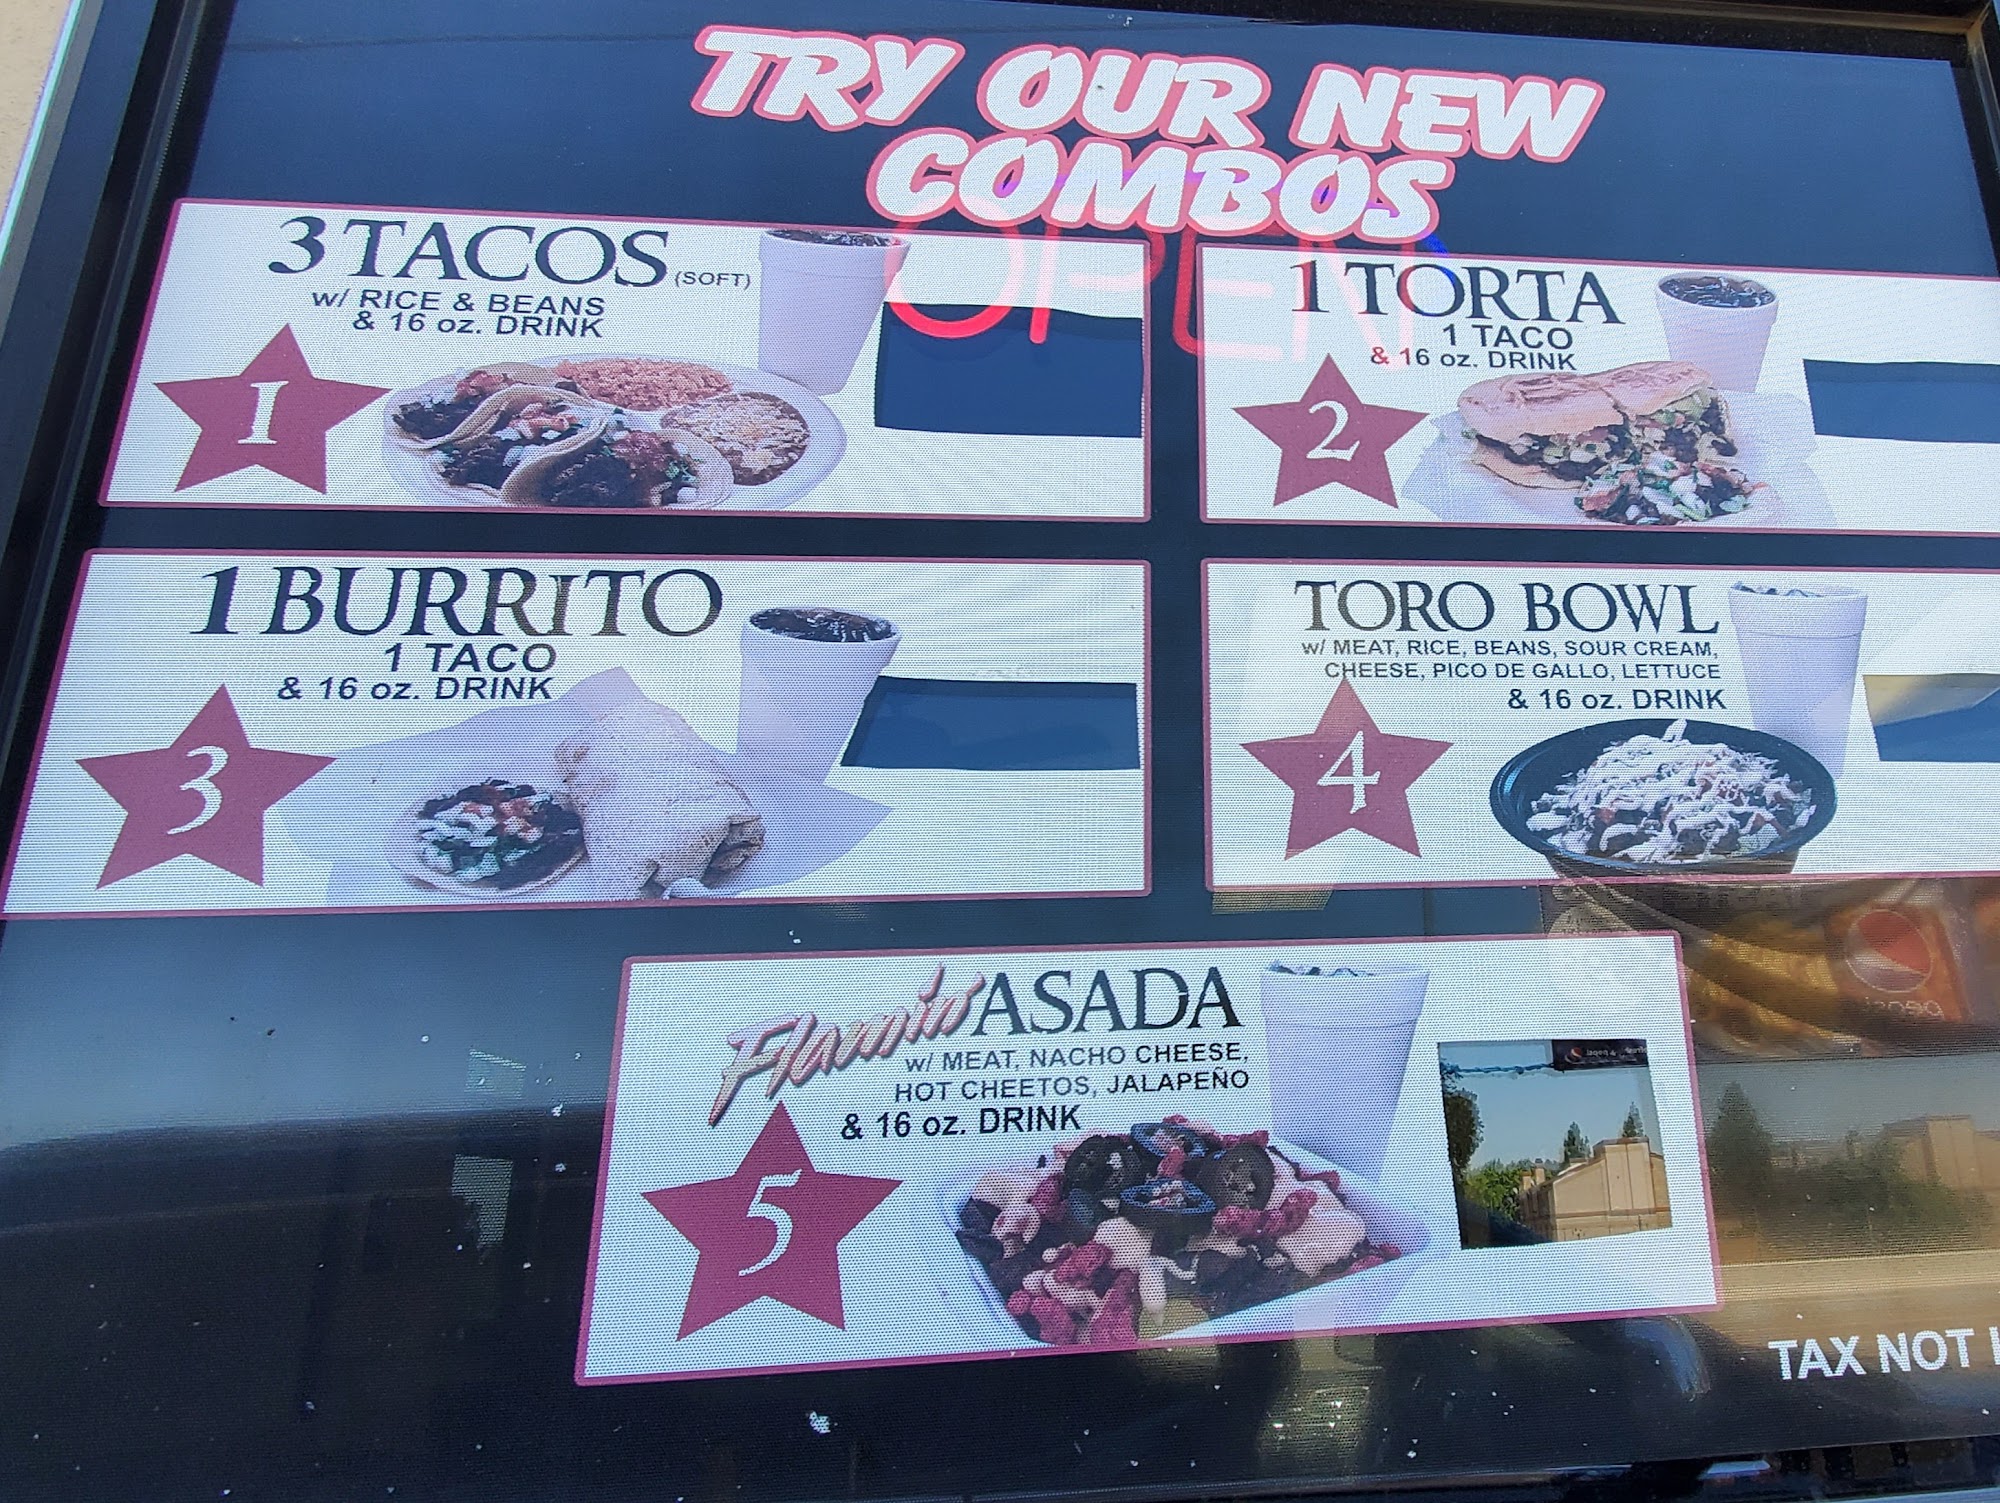 TRY OUR NEW
COMBOS
OPEN
3 TACOS (SOFT)
w/ RICE & BEANS
& 16 oz. DRINK
1
1 TORTA
1 TACO
& 16 oz. DRINK
2
1 BURRITO
1 TACO
& 16 oz. DRINK
3
TORO BOWL
w/ MEAT, RICE, BEANS, SOUR CREAM,
CHEESE, PICO DE GALLO, LETTUCE
& 16 oz. DRINK
4
Flamin' ASADA
w/ MEAT, NACHO CHEESE,
HOT CHEETOS, JALAPEÑO
& 16 oz. DRINK
5
TAX NOT